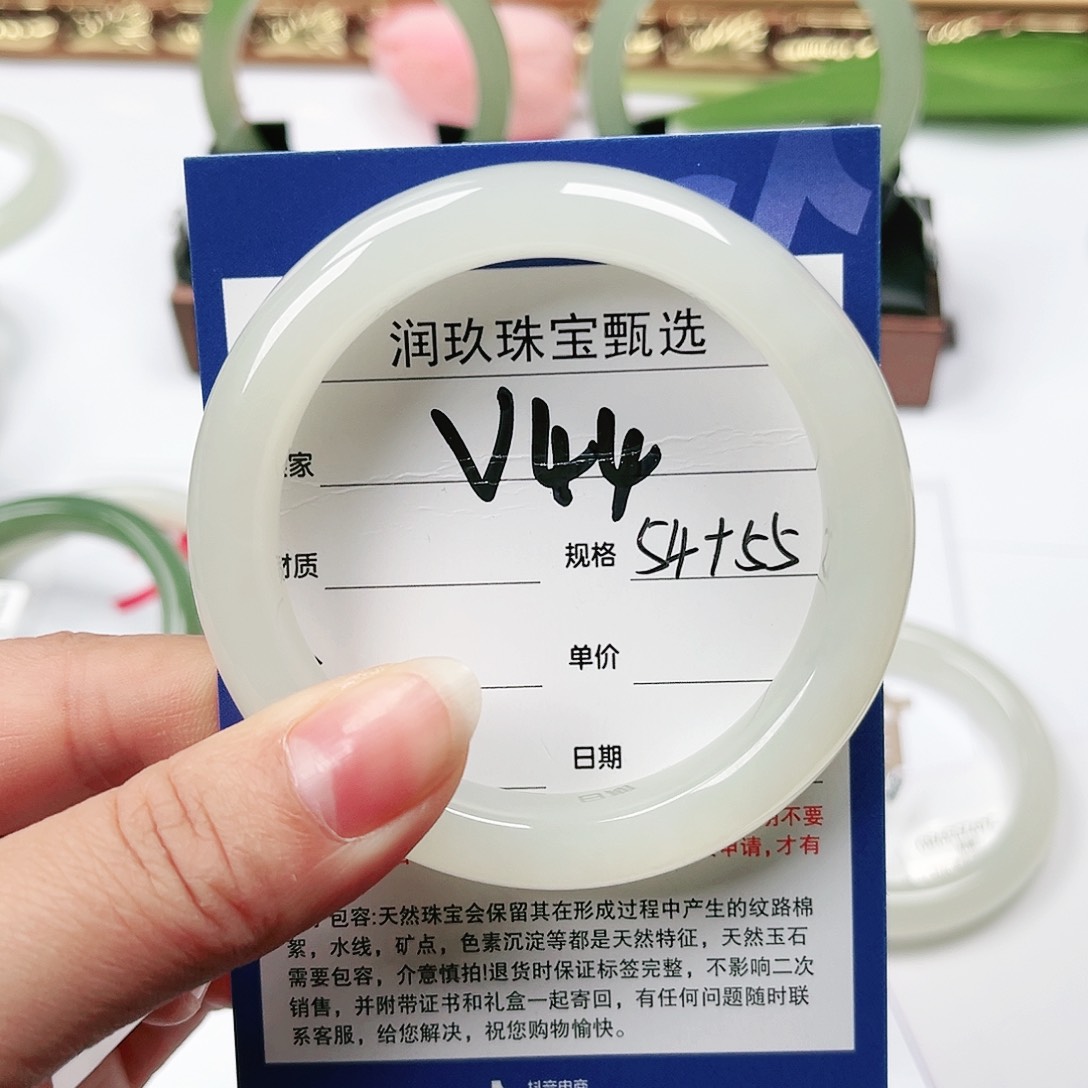 润玖珠宝甄选
家 V44
材质 规格 54+55
单价
日期
不要
申请,才有
包容:天然珠宝会保留其在形成过程中产生的纹路棉
絮，水线，矿点，色素沉淀等都是天然特征，天然玉石
需要包容，介意慎拍!退货时保证标签完整，不影响二次
销售，并附带证书和礼盒一起寄回，有任何问题随时联
系客服，给您解决，祝您购物愉快。
抖音电商